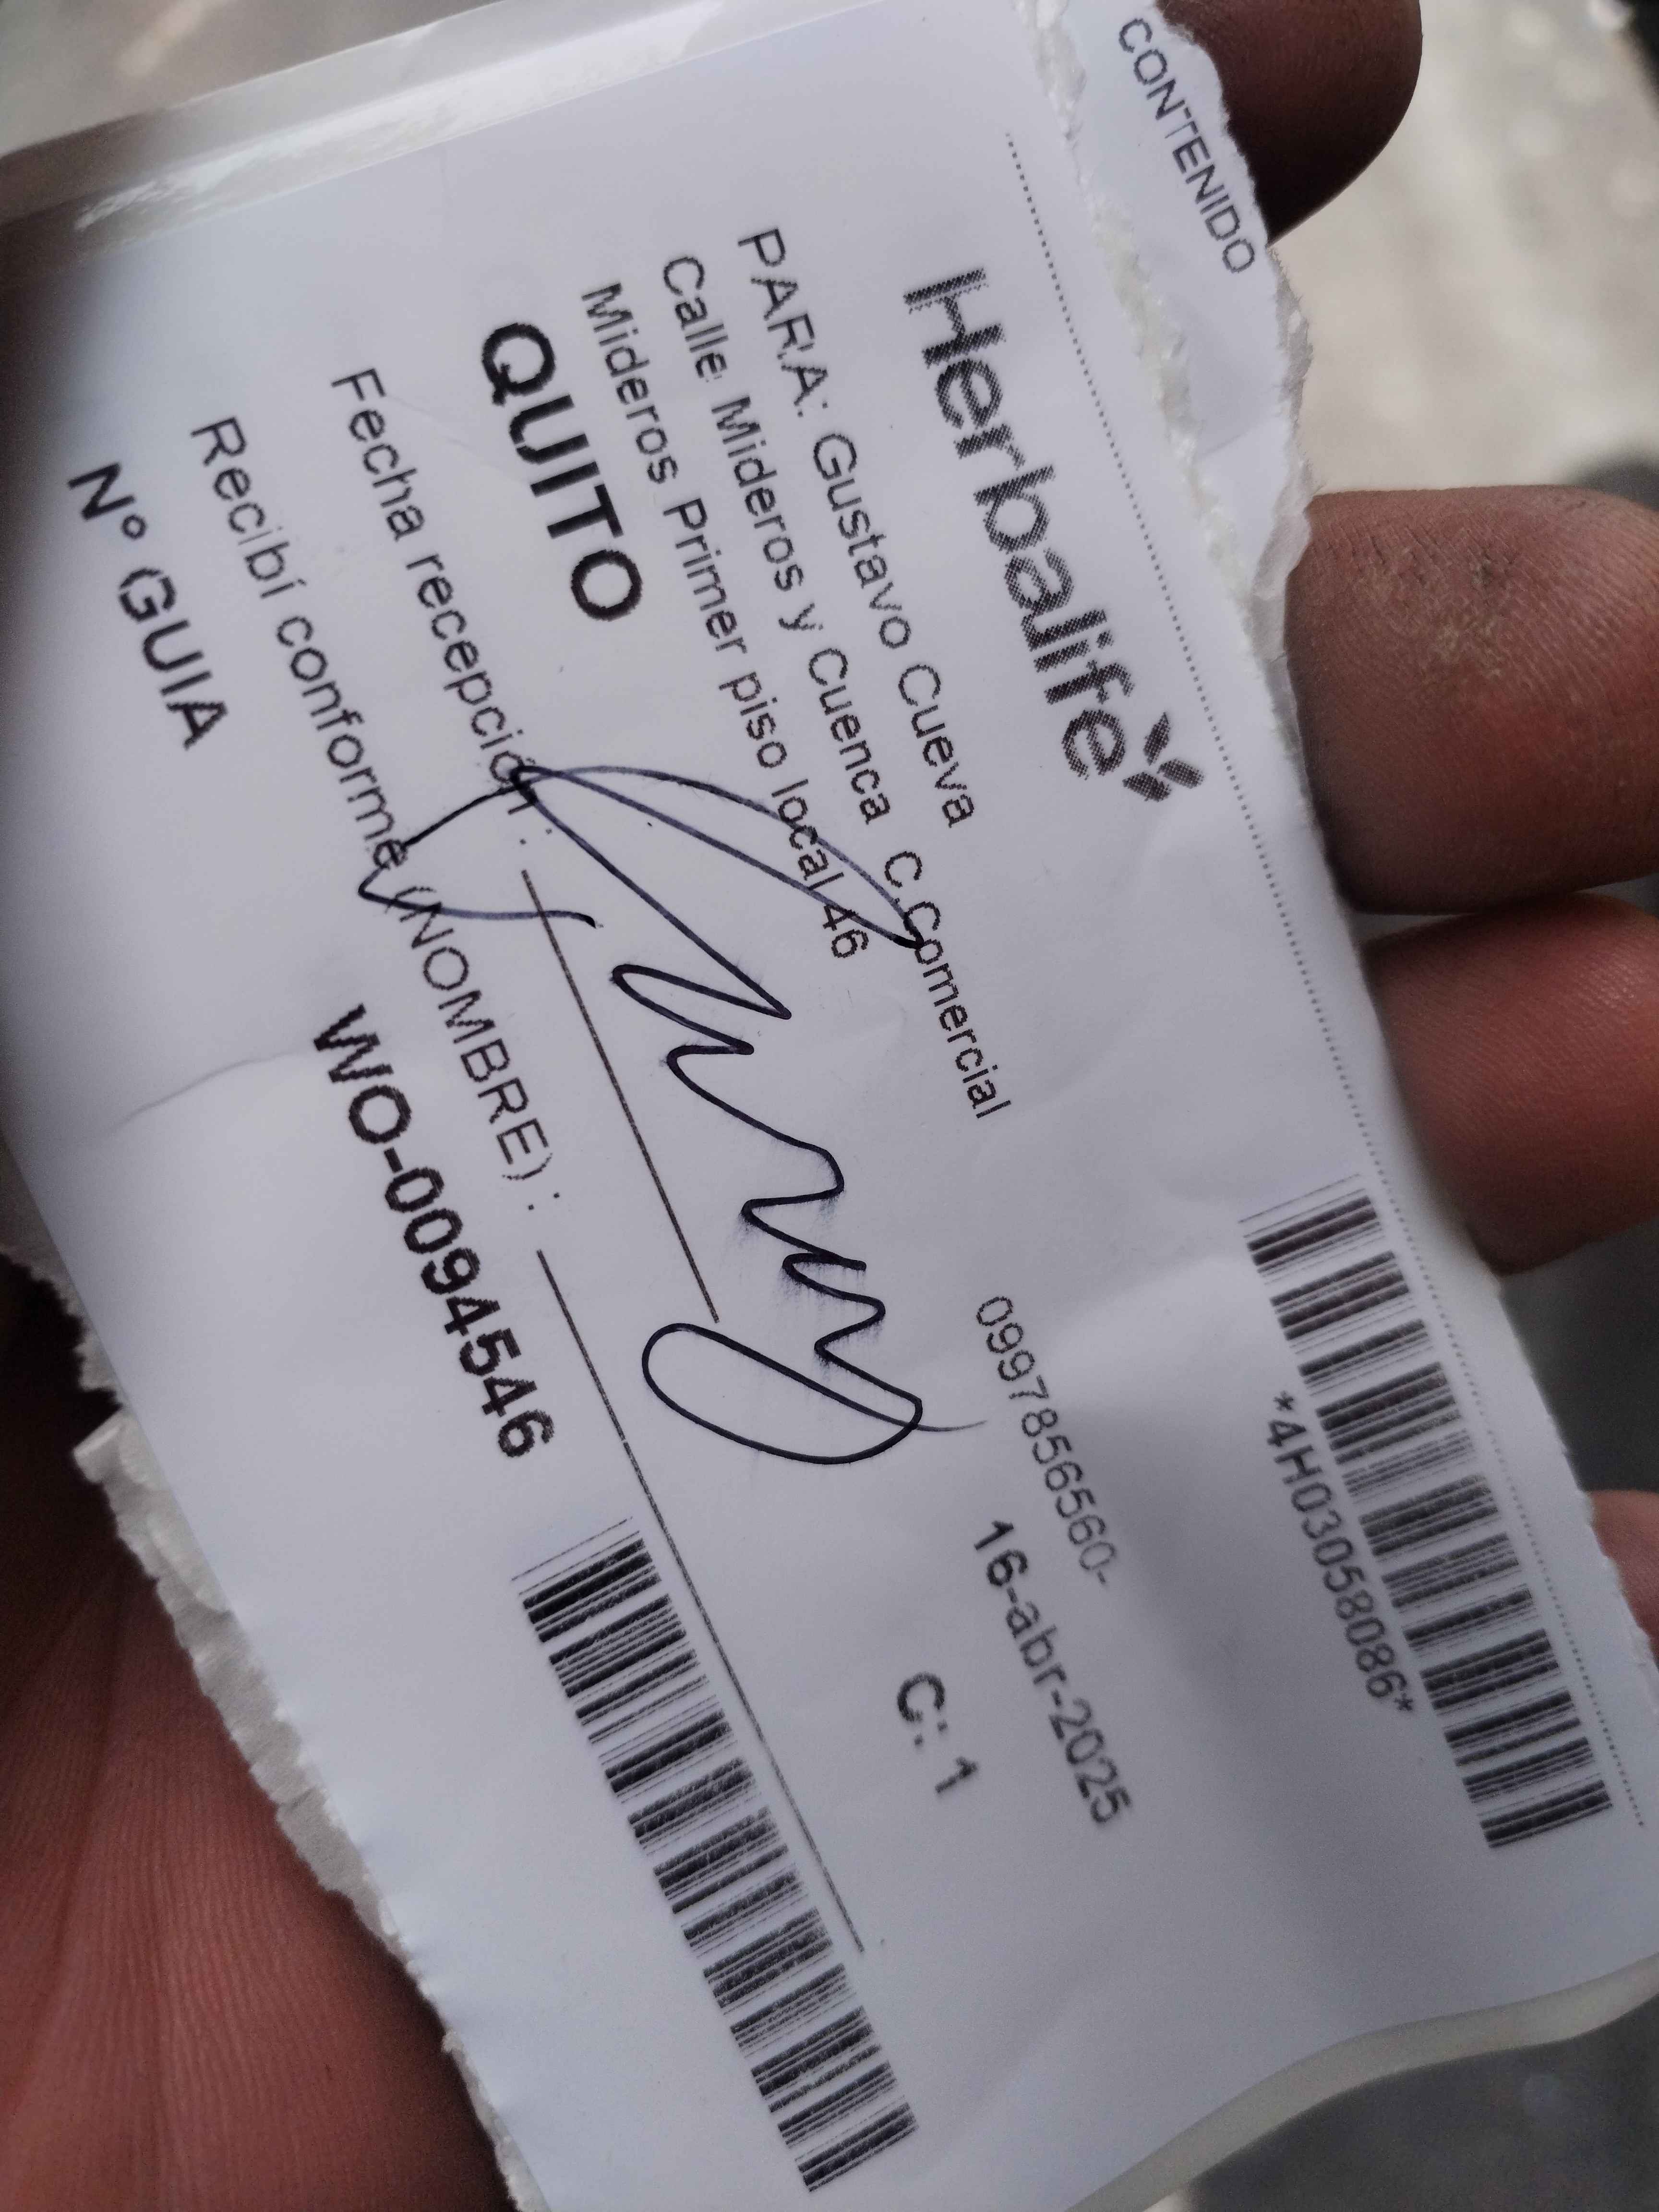 CONTENIDO
Herbalife
*4H03058086*
PARA: Gustavo Cueva
Calle Mideros y Cuenca C.Comercial
Mideros Primer piso local 46
0997856560-
16-abr-2025
QUITO
C: 1
Fecha recepción :
Recibí conforme (NOMBRE) :
Nº GUIA
WO-0094546